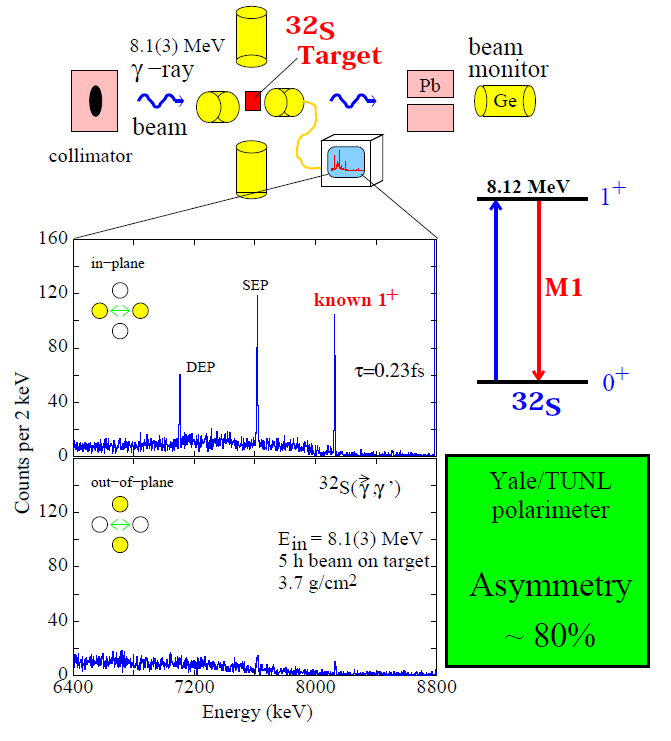 32S
Target
8.1(3) MeV
γ−ray
beam
collimator
Pb
beam
monitor
Ge
8.12 MeV
1+
M1
0+
32S
160
120
80
40
0
in−plane
DEP
SEP
known 1+
τ=0.23fs
Counts per 2 keV
out−of−plane
32S(γ⃗,γ’)
Ein = 8.1(3) MeV
5 h beam on target
3.7 g/cm2
120
80
40
0
6400
7200
8000
8800
Energy (keV)
Yale/TUNL
polarimeter
Asymmetry
~ 80%